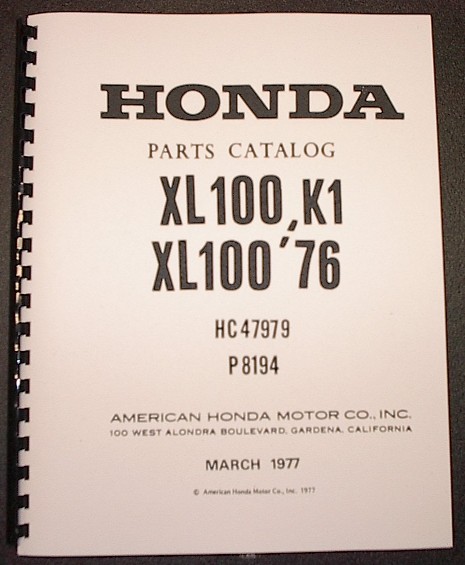 HONDA
PARTS CATALOG
XL100, K1
XL100 '76
HC47979
P8194
AMERICAN HONDA MOTOR CO., INC.
100 WEST ALONDRA BOULEVARD, GARDENA, CALIFORNIA
MARCH 1977
© American Honda Motor Co., Inc. 1977